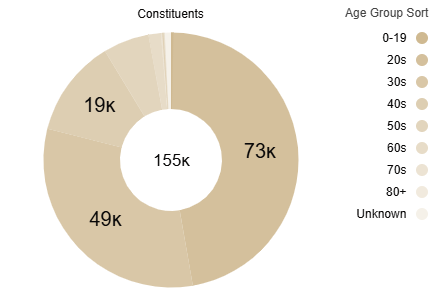 Constituents
Age Group Sort
0-19
20s
30s
40s
50s
60s
70s
80+
Unknown
19K
73K
155K
49K